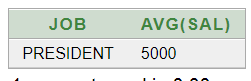 JOB AVG(SAL)
PRESIDENT 5000